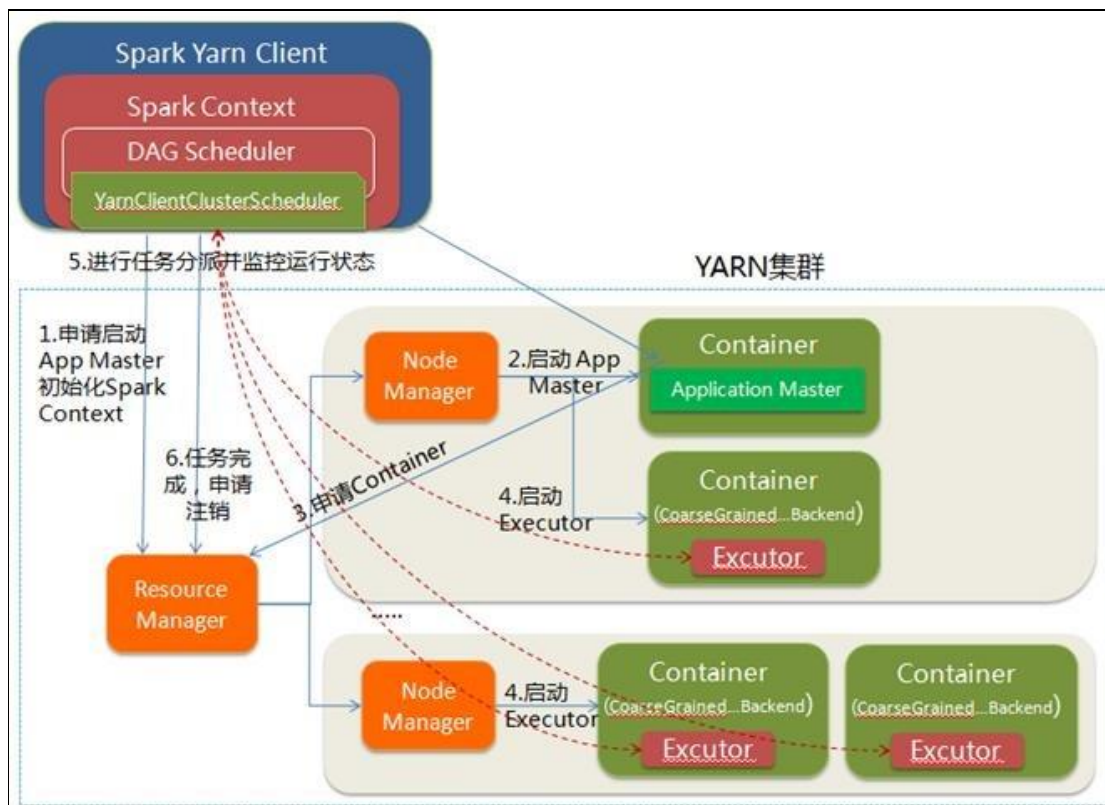 Spark Yarn Client
Spark Context
DAG Scheduler
YarnClientClusterScheduler
5.进行任务分派并监控运行状态
YARN集群
1.申请启动
App Master
初始化Spark
Context
6.任务完
成，申请
注销
3.申请Container
Resource
Manager
Node
Manager
2.启动 App
Master
Container
Application Master
4.启动
Executor
Container
(CoarseGrained...Backend)
Excutor
.....
Node
Manager
4.启动
Executor
Container
(CoarseGrained...Backend)
Excutor
Container
(CoarseGrained...Backend)
Excutor